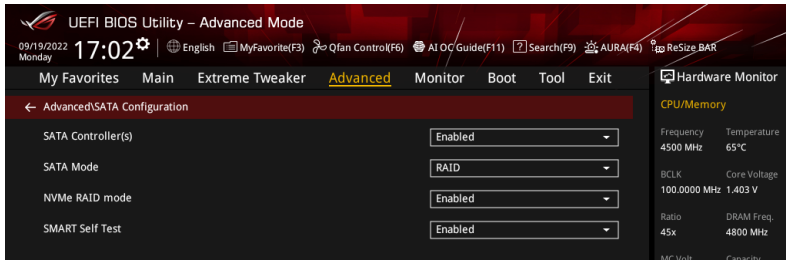 UEFI BIOS Utility – Advanced Mode
09/19/2022 Monday 17:02 English MyFavorite(F3) Qfan Control(F6) AI OC Guide(F11) ? Search(F9) AURA(F4) ReSize BAR
My Favorites Main Extreme Tweaker Advanced Monitor Boot Tool Exit
← Advanced\SATA Configuration
SATA Controller(s) Enabled
SATA Mode RAID
NVMe RAID mode Enabled
SMART Self Test Enabled
Hardware Monitor
CPU/Memory
Frequency Temperature
4500 MHz 65°C
BCLK Core Voltage
100.0000 MHz 1.403 V
Ratio DRAM Freq.
45x 4800 MHz
MC Volt. Capacity